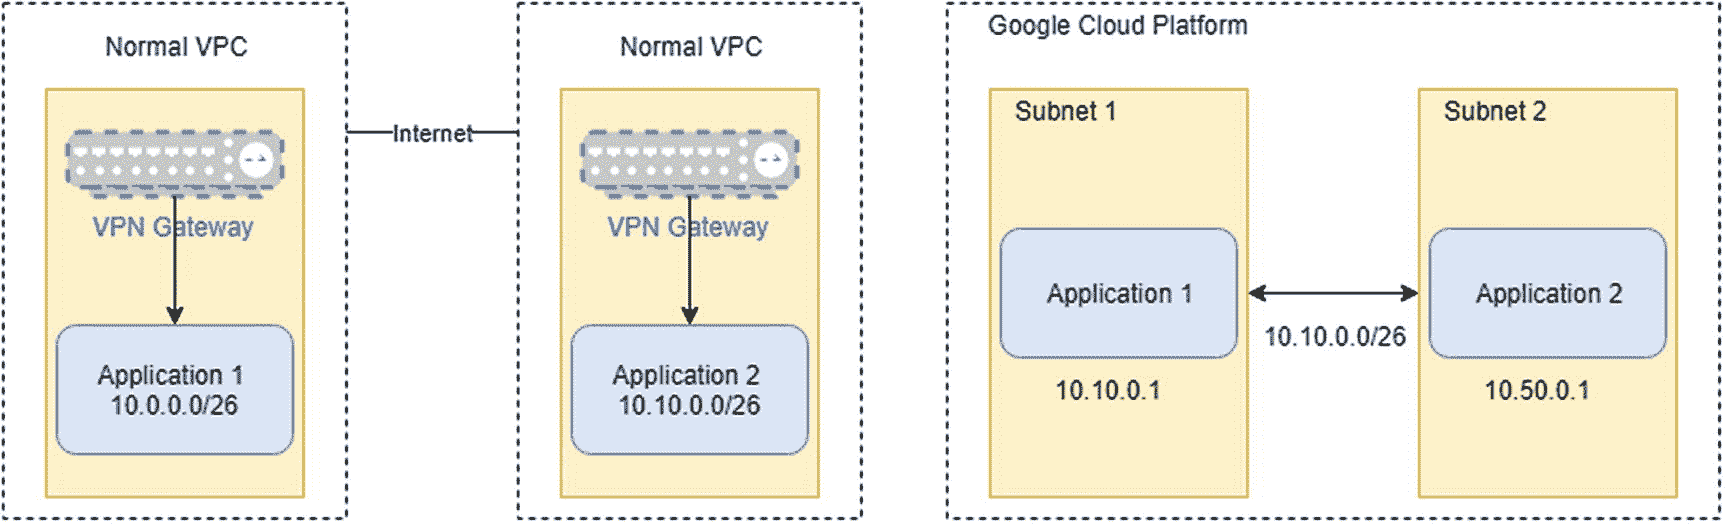 Normal VPC
VPN Gateway
Application 1
10.0.0.0/26
Internet
Normal VPC
VPN Gateway
Application 2
10.10.0.0/26
Google Cloud Platform
Subnet 1
Application 1
10.10.0.1
10.10.0.0/26
Subnet 2
Application 2
10.50.0.1